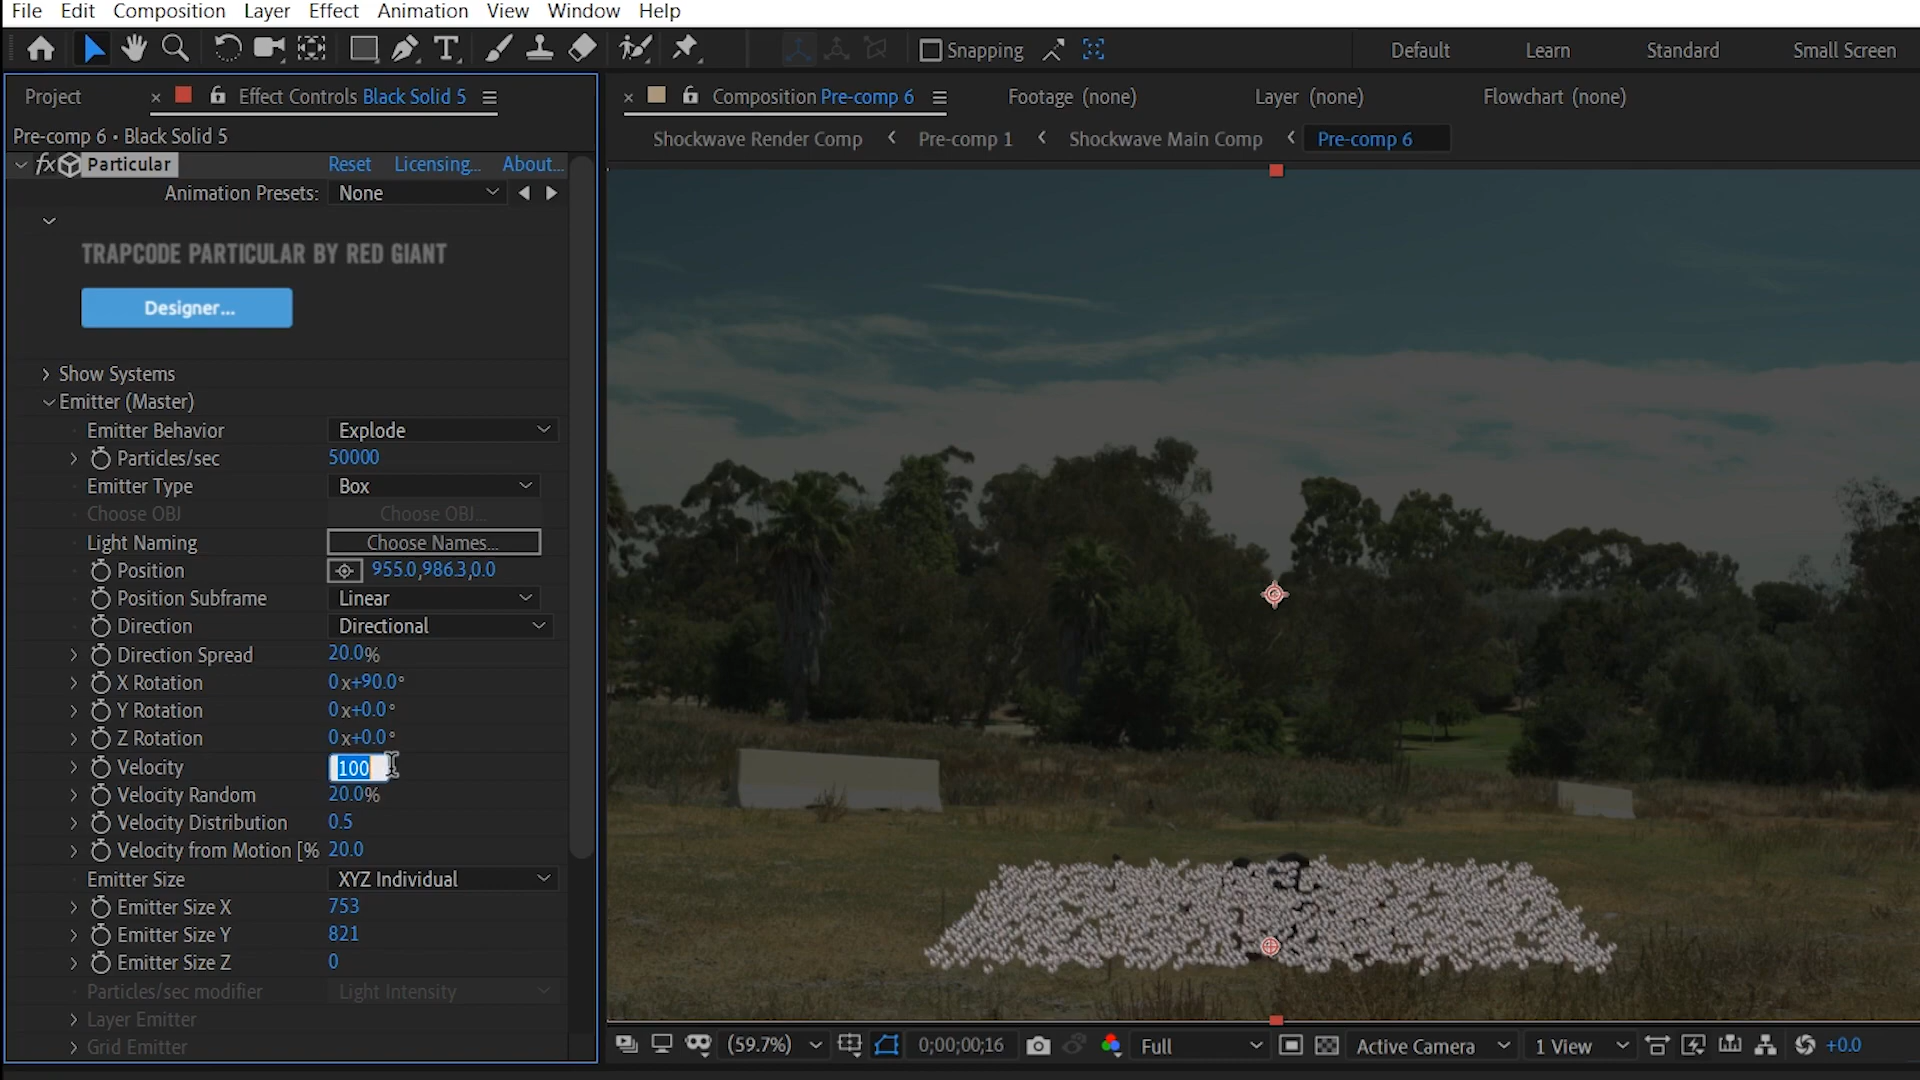 File Edit Composition Layer Effect Animation View Window Help
Snapping Default Learn Standard Small Screen
Project × Effect Controls Black Solid 5
Pre-comp 6 • Black Solid 5
fx Particular Reset Licensing... About...
Animation Presets: None
TRAPCODE PARTICULAR BY RED GIANT
Designer...
Show Systems
Emitter (Master)
Emitter Behavior Explode
Particles/sec 50000
Emitter Type Box
Choose OBJ Choose OBJ...
Light Naming Choose Names...
Position 955.0,986.3,0.0
Position Subframe Linear
Direction Directional
Direction Spread 20.0%
X Rotation 0 x+90.0°
Y Rotation 0 x+0.0°
Z Rotation 0 x+0.0°
Velocity 100
Velocity Random 20.0%
Velocity Distribution 0.5
Velocity from Motion [% 20.0
Emitter Size XYZ Individual
Emitter Size X 753
Emitter Size Y 821
Emitter Size Z 0
Particles/sec modifier Light Intensity
Layer Emitter
Grid Emitter
× Composition Pre-comp 6 Footage (none) Layer (none) Flowchart (none)
Shockwave Render Comp Pre-comp 1 Shockwave Main Comp Pre-comp 6
(59.7%) 0;00;00;16 Full Active Camera 1 View +0.0